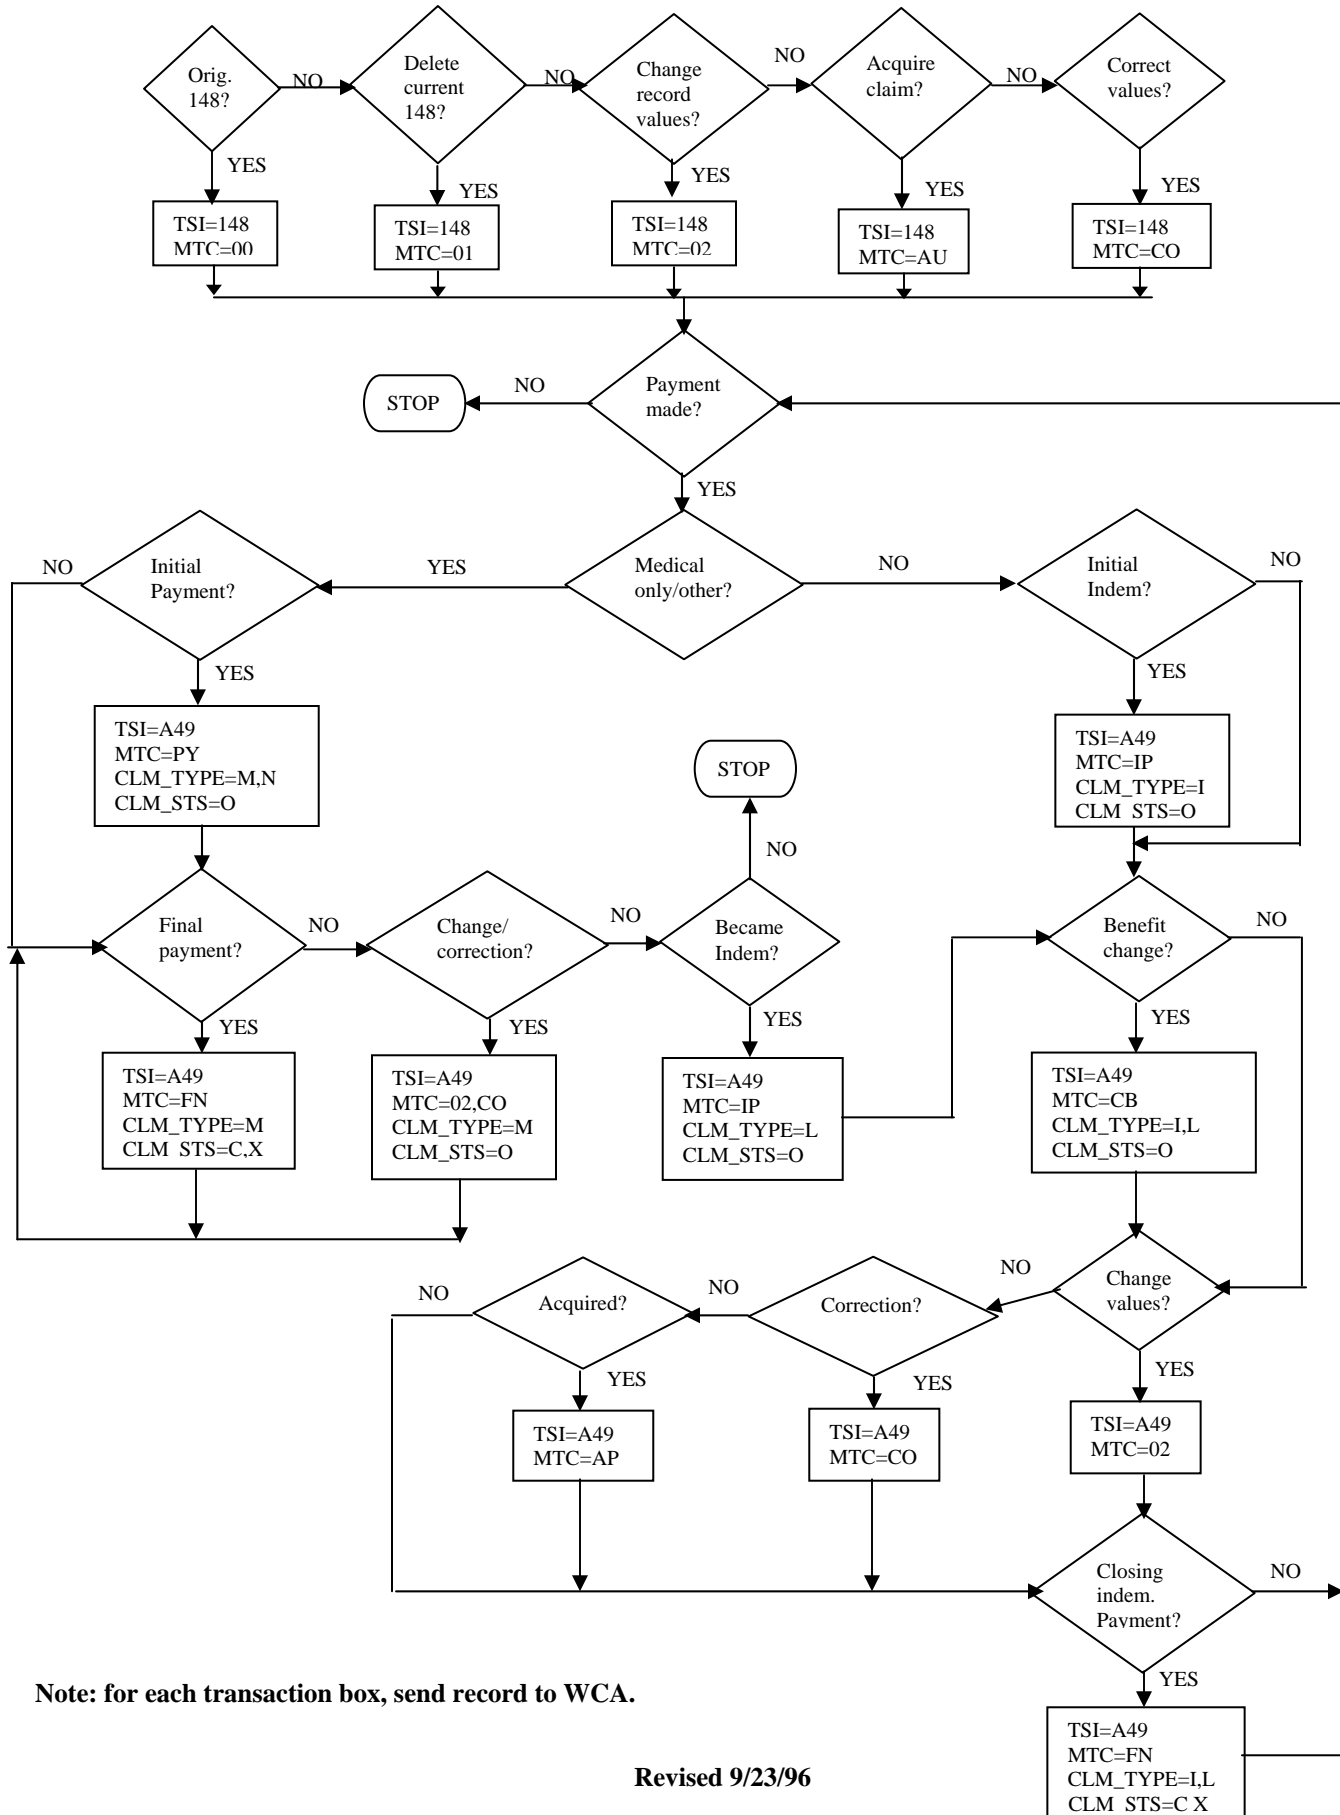 Orig.
148?
NO
Delete
current
148?
NO
Change
record
values?
NO
Acquire
claim?
NO
Correct
values?
YES
YES
YES
YES
YES
TSI=148
MTC=00
TSI=148
MTC=01
TSI=148
MTC=02
TSI=148
MTC=AU
TSI=148
MTC=CO
STOP
NO
Payment
made?
YES
NO
Initial
Payment?
YES
Medical
only/other?
NO
Initial
Indem?
NO
YES
YES
TSI=A49
MTC=PY
CLM_TYPE=M,N
CLM_STS=O
STOP
TSI=A49
MTC=IP
CLM_TYPE=I
CLM STS=O
NO
Final
payment?
NO
Change/
correction?
NO
Became
Indem?
Benefit
change?
NO
YES
YES
YES
YES
TSI=A49
MTC=FN
CLM_TYPE=M
CLM STS=C,X
TSI=A49
MTC=02,CO
CLM_TYPE=M
CLM_STS=O
TSI=A49
MTC=IP
CLM_TYPE=L
CLM_STS=O
TSI=A49
MTC=CB
CLM_TYPE=I,L
CLM_STS=O
NO
Acquired?
NO
Correction?
NO
Change
values?
YES
YES
YES
TSI=A49
MTC=AP
TSI=A49
MTC=CO
TSI=A49
MTC=02
Closing
indem.
Payment?
NO
YES
Note: for each transaction box, send record to WCA.
TSI=A49
MTC=FN
CLM_TYPE=I,L
CLM STS=C X
Revised 9/23/96